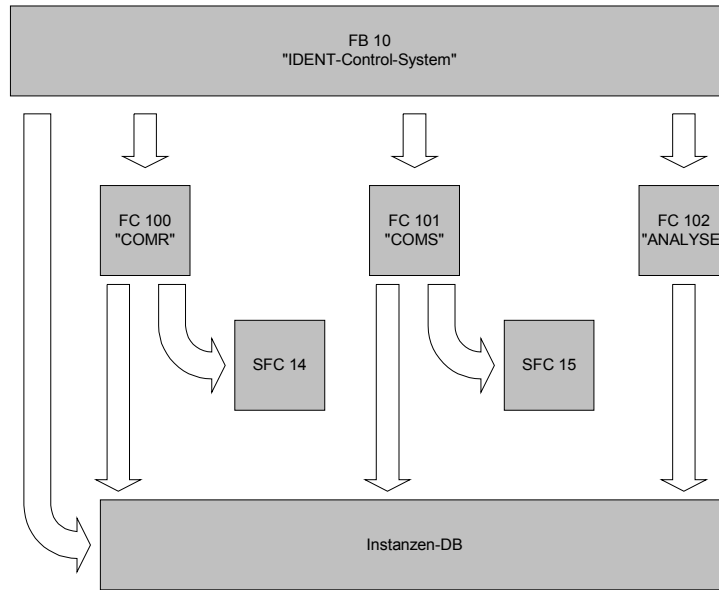 FB 10
"IDENT-Control-System"
FC 100
"COMR"
FC 101
"COMS"
FC 102
"ANALYSE
SFC 14
SFC 15
Instanzen-DB